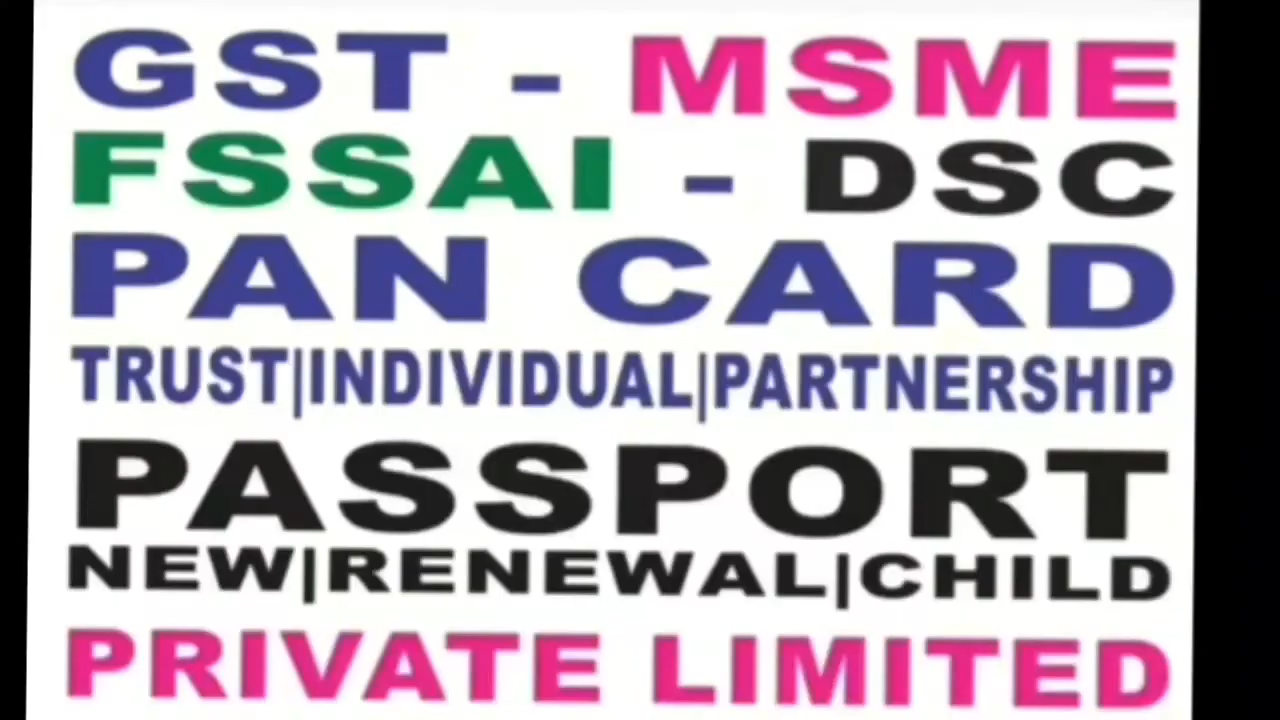 GST - MSME
FSSAI - DSC
PAN CARD
TRUST|INDIVIDUAL|PARTNERSHIP
PASSPORT
NEW|RENEWAL|CHILD
PRIVATE LIMITED